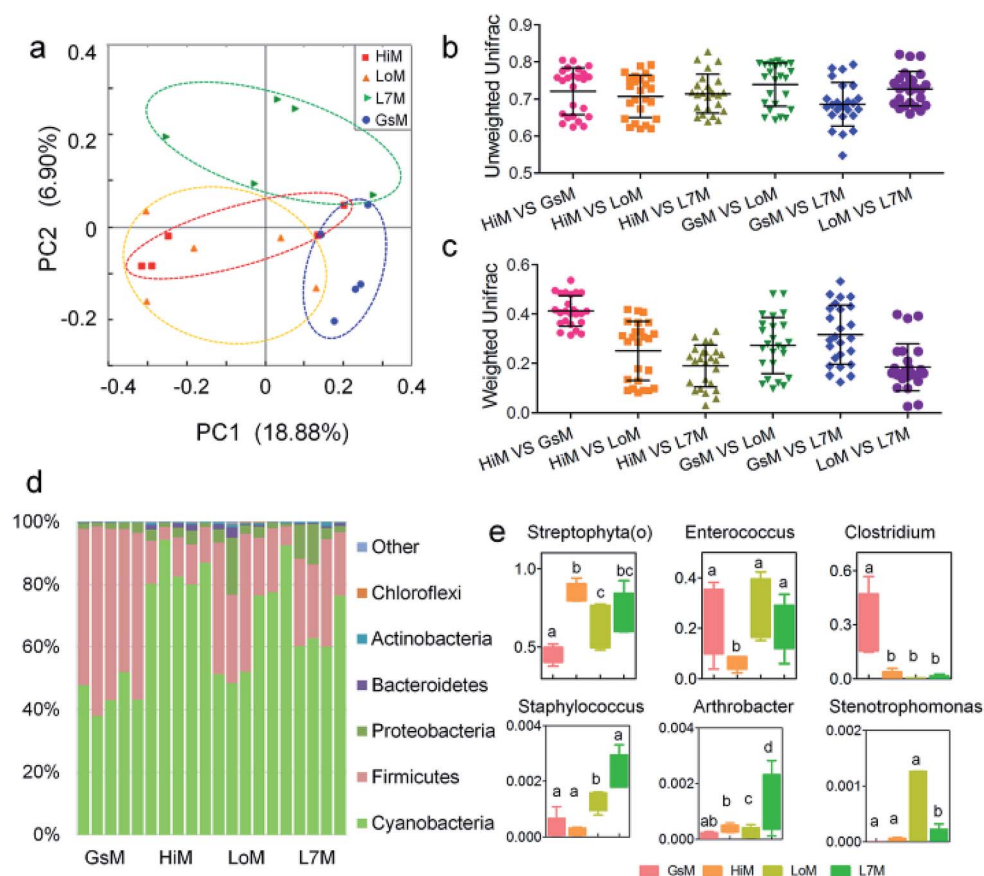 a
HiM
LoM
L7M
GsM
PC2 (6.90%)
0.4
0.2
0
-0.2
-0.4
-0.2
0
0.2
0.4
PC1 (18.88%)
b
Unweighted Unifrac
0.9
0.8
0.7
0.6
0.5
HiM VS GsM
HiM VS LoM
HiM VS L7M
GsM VS LoM
GsM VS L7M
LoM VS L7M
c
Weighted Unifrac
0.6
0.4
0.2
0.0
HiM VS GsM
HiM VS LoM
HiM VS L7M
GsM VS LoM
GsM VS L7M
LoM VS L7M
d
100%
80%
60%
40%
20%
0%
GsM HiM LoM L7M
Other
Chloroflexi
Actinobacteria
Bacteroidetes
Proteobacteria
Firmicutes
Cyanobacteria
e
Streptophyta(o)
1.0
0.5
a b c bc
Enterococcus
0.4
0.2
0.0
a b a a
Clostridium
0.6
0.3
0.0
a b b b
Staphylococcus
0.004
0.002
0.000
a a b a
Arthrobacter
0.004
0.002
0.000
ab b c d
Stenotrophomonas
0.002
0.001
0.000
a a a b
GsM HiM LoM L7M